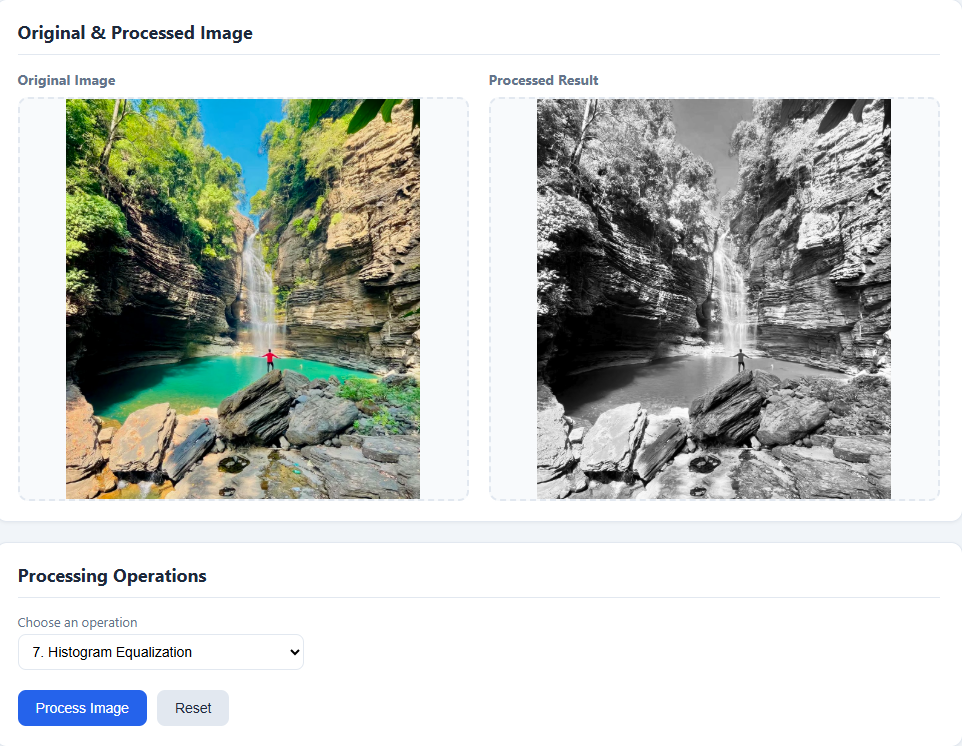 Original & Processed Image
Original Image
Processed Result
Processing Operations
Choose an operation
7. Histogram Equalization
Process Image
Reset